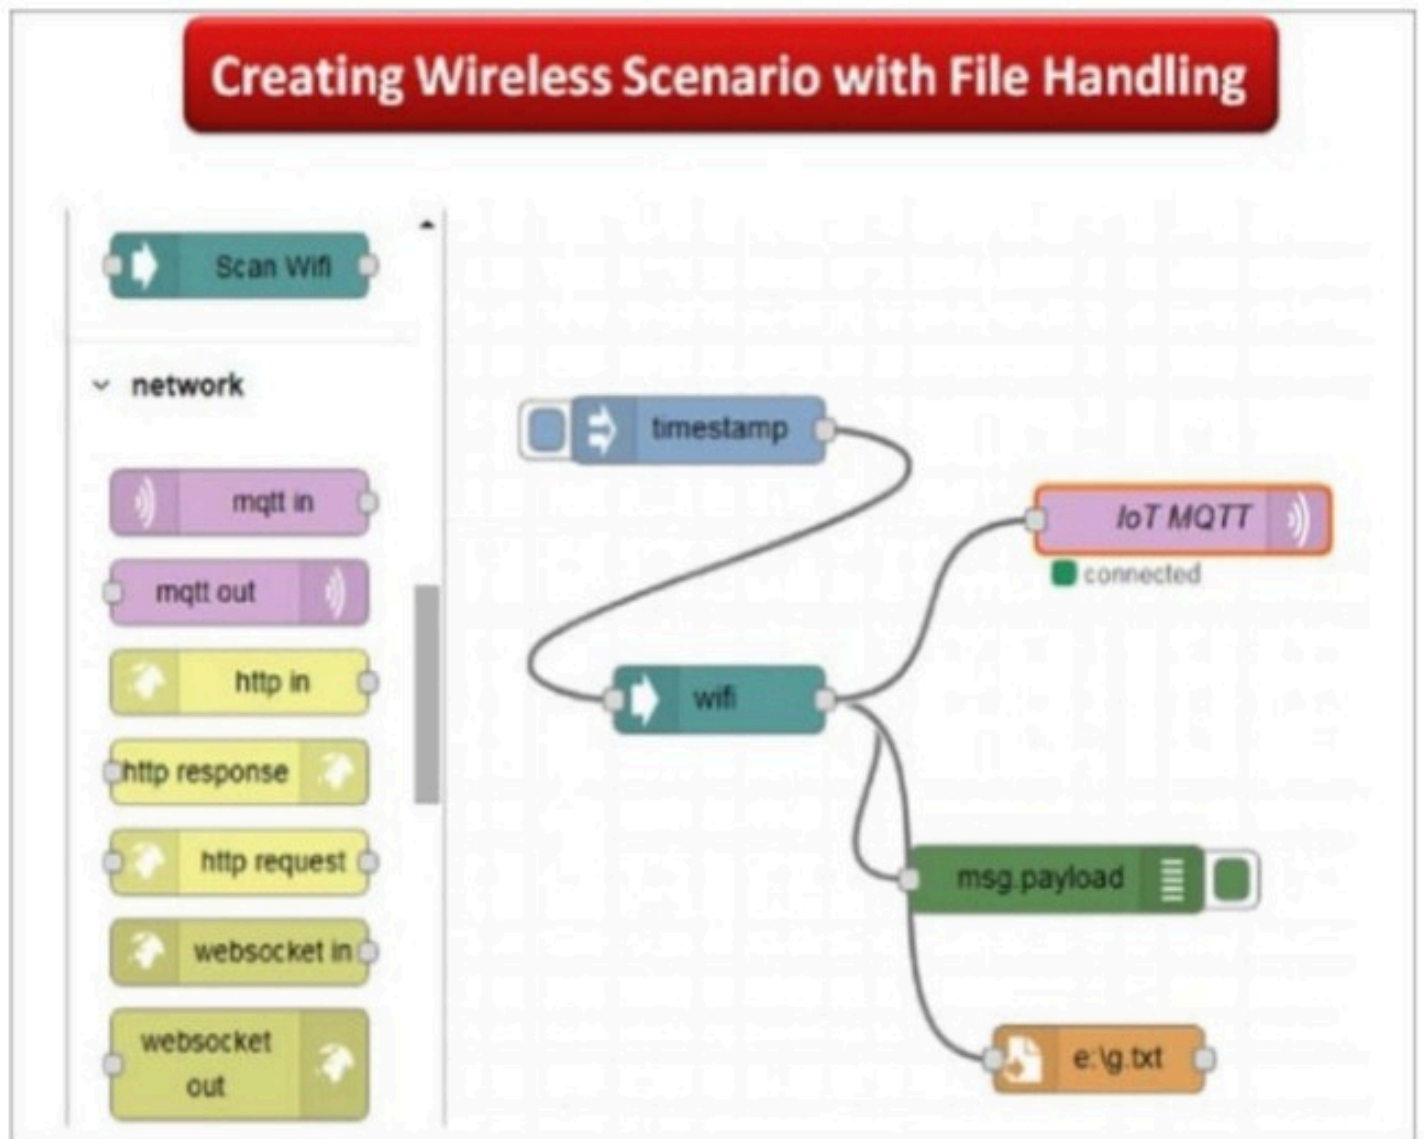 Creating Wireless Scenario with File Handling
Scan Wifi
network
mqtt in
mqtt out
http in
http response
http request
websocket in
websocket
out
timestamp
IoT MQTT
connected
wifi
msg.payload
e:\g.txt